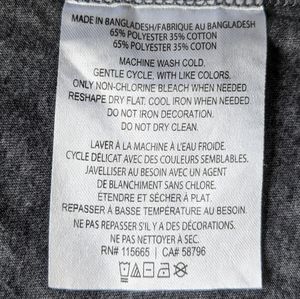 MADE IN BANGLADESH/FABRIQUE AU BANGLADESH
65% POLYESTER 35% COTTON
65% POLYESTER 35% COTTON
MACHINE WASH COLD.
GENTLE CYCLE, WITH LIKE COLORS.
ONLY NON-CHLORINE BLEACH WHEN NEEDED.
RESHAPE DRY FLAT: COOL IRON WHEN NEEDED
DO NOT IRON DECORATION.
DO NOT DRY CLEAN.
LAVER À LA MACHINE À L'EAU FROIDE.
CYCLE DÉLICAT AVEC DES COULEURS SEMBLABLES.
JAVELLISER AU BESOIN AVEC UN AGENT
DE BLANCHIMENT SANS CHLORE.
ÉTENDRE ET SÉCHER À PLAT.
REPASSER À BASSE TEMPÉRATURE AU BESOIN.
NE PAS REPASSER S'IL Y A DES DÉCORATIONS.
NE PAS NETTOYER À SEC.
RN# 115665 | CA# 58796